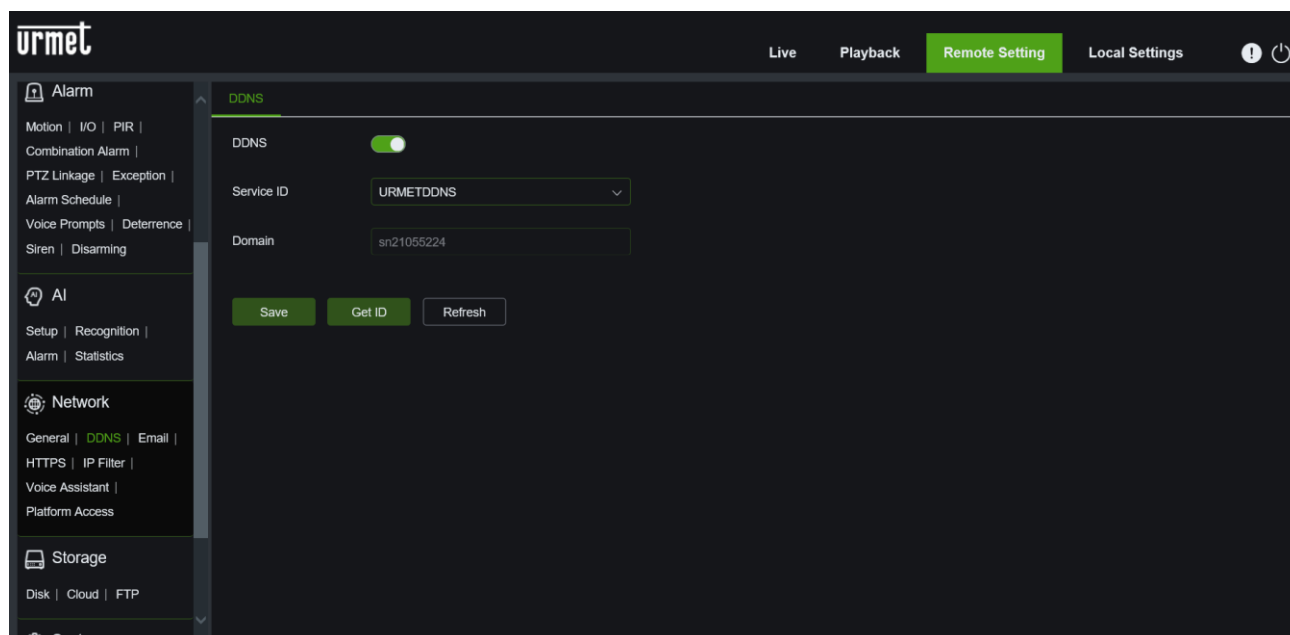 urmet
Live Playback Remote Setting Local Settings
Alarm
Motion | I/O | PIR |
Combination Alarm |
PTZ Linkage | Exception |
Alarm Schedule |
Voice Prompts | Deterrence |
Siren | Disarming
AI
Setup | Recognition |
Alarm | Statistics
Network
General | DDNS | Email |
HTTPS | IP Filter |
Voice Assistant |
Platform Access
Storage
Disk | Cloud | FTP
DDNS
DDNS
Service ID URMETDDNS
Domain sn21055224
Save Get ID Refresh